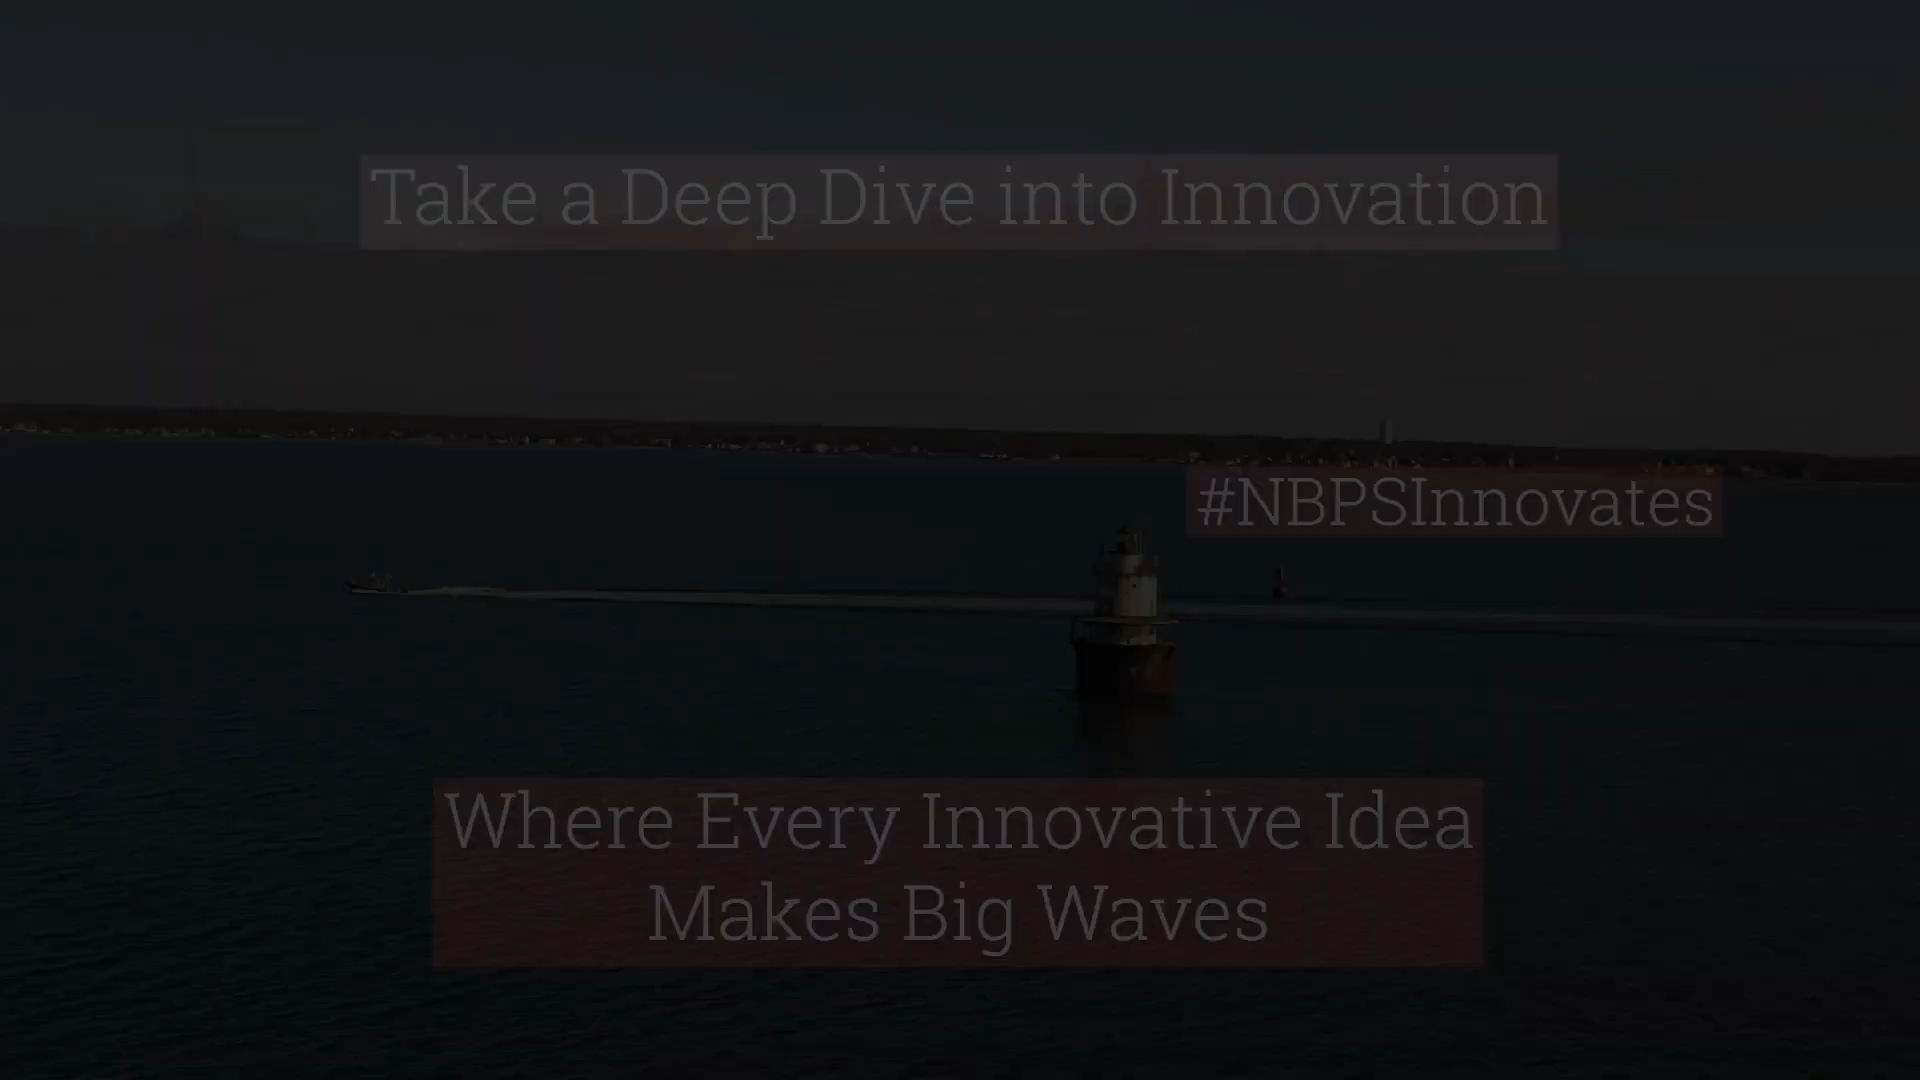 Take a Deep Dive into Innovation
#NBPSInnovates
Where Every Innovative Idea
Makes Big Waves